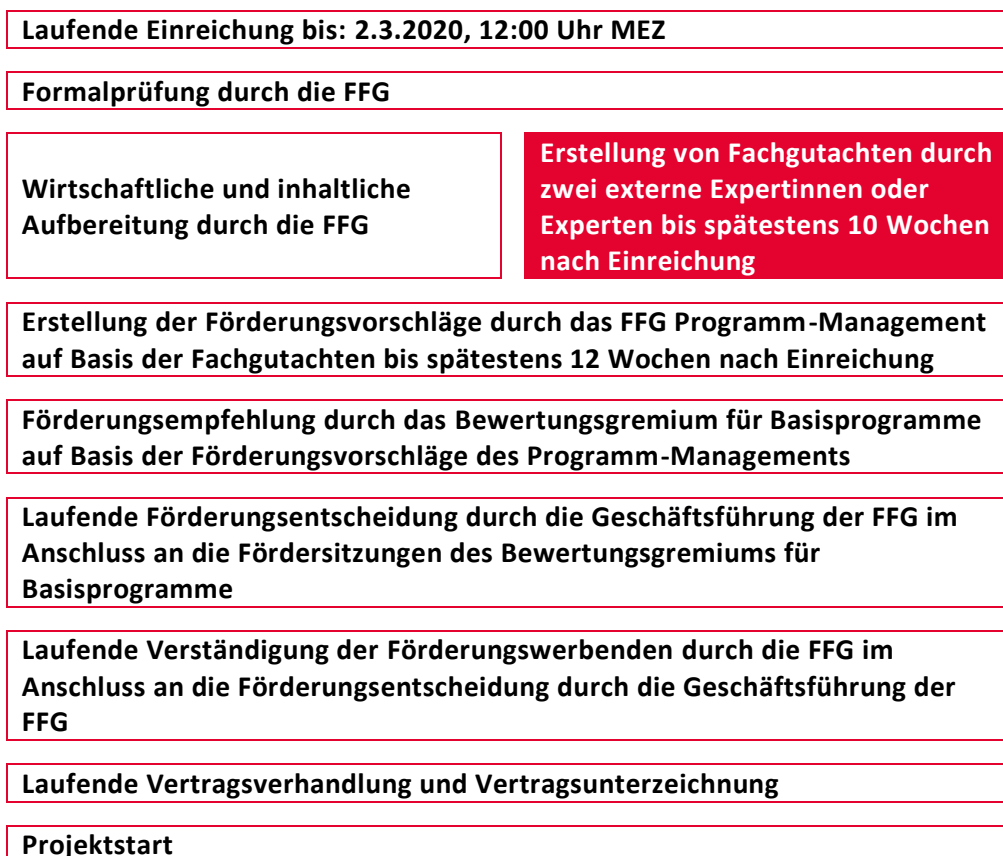 Laufende Einreichung bis: 2.3.2020, 12:00 Uhr MEZ
Formalprüfung durch die FFG
Wirtschaftliche und inhaltliche
Aufbereitung durch die FFG
Erstellung von Fachgutachten durch
zwei externe Expertinnen oder
Experten bis spätestens 10 Wochen
nach Einreichung
Erstellung der Förderungsvorschläge durch das FFG Programm-Management
auf Basis der Fachgutachten bis spätestens 12 Wochen nach Einreichung
Förderungsempfehlung durch das Bewertungsgremium für Basisprogramme
auf Basis der Förderungsvorschläge des Programm-Managements
Laufende Förderungsentscheidung durch die Geschäftsführung der FFG im
Anschluss an die Fördersitzungen des Bewertungsgremiums für
Basisprogramme
Laufende Verständigung der Förderungswerbenden durch die FFG im
Anschluss an die Förderungsentscheidung durch die Geschäftsführung der
FFG
Laufende Vertragsverhandlung und Vertragsunterzeichnung
Projektstart